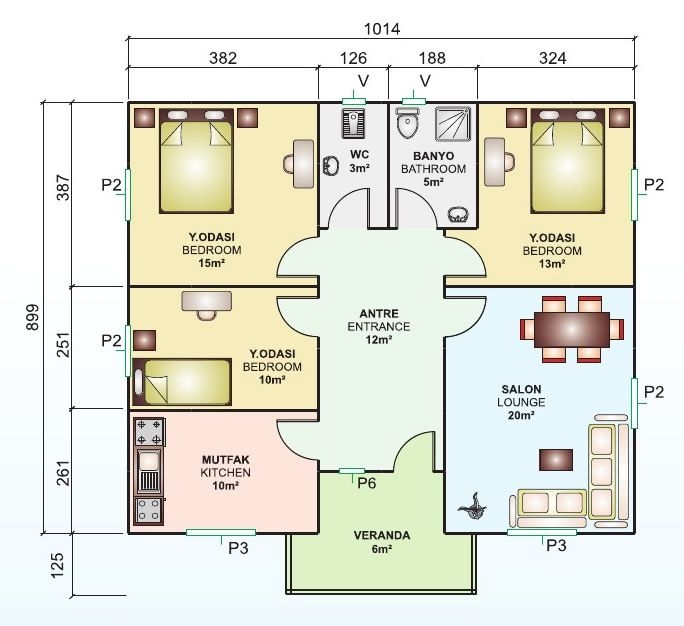 1014
382
126
188
324
V
V
WC
3m²
BANYO
BATHROOM
5m²
387
P2
P2
Y.ODASI
BEDROOM
15m²
Y.ODASI
BEDROOM
13m²
899
ANTRE
ENTRANCE
12m²
251
P2
Y.ODASI
BEDROOM
10m²
SALON
LOUNGE
20m²
P2
261
MUTFAK
KITCHEN
10m²
P6
P3
VERANDA
6m²
P3
125